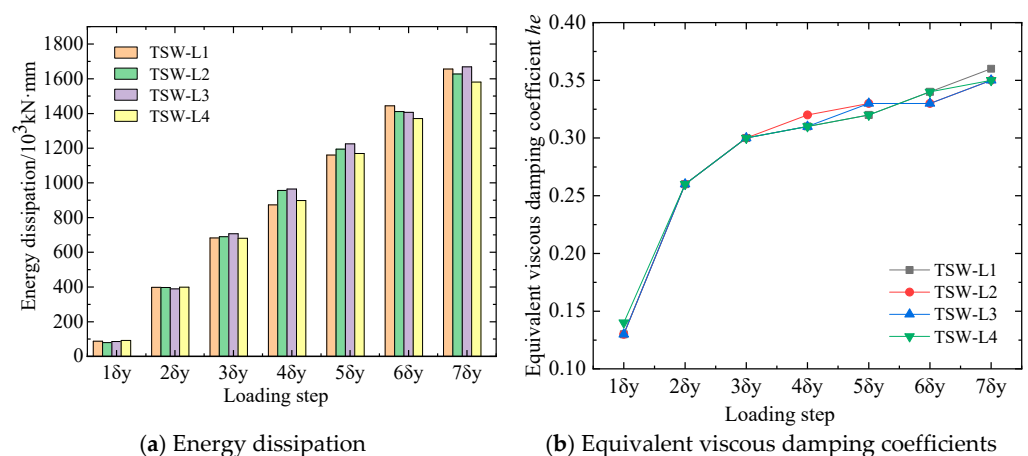 1800
1600
1400
1200
1000
800
600
400
200
0
Energy dissipation/10³kN·mm
TSW-L1
TSW-L2
TSW-L3
TSW-L4
1δy 2δy 3δy 4δy 5δy 6δy 7δy
Loading step
(a) Energy dissipation
0.40
0.35
0.30
0.25
0.20
0.15
0.10
Equivalent viscous damping coefficient he
TSW-L1
TSW-L2
TSW-L3
TSW-L4
1δy 2δy 3δy 4δy 5δy 6δy 7δy
Loading step
(b) Equivalent viscous damping coefficients